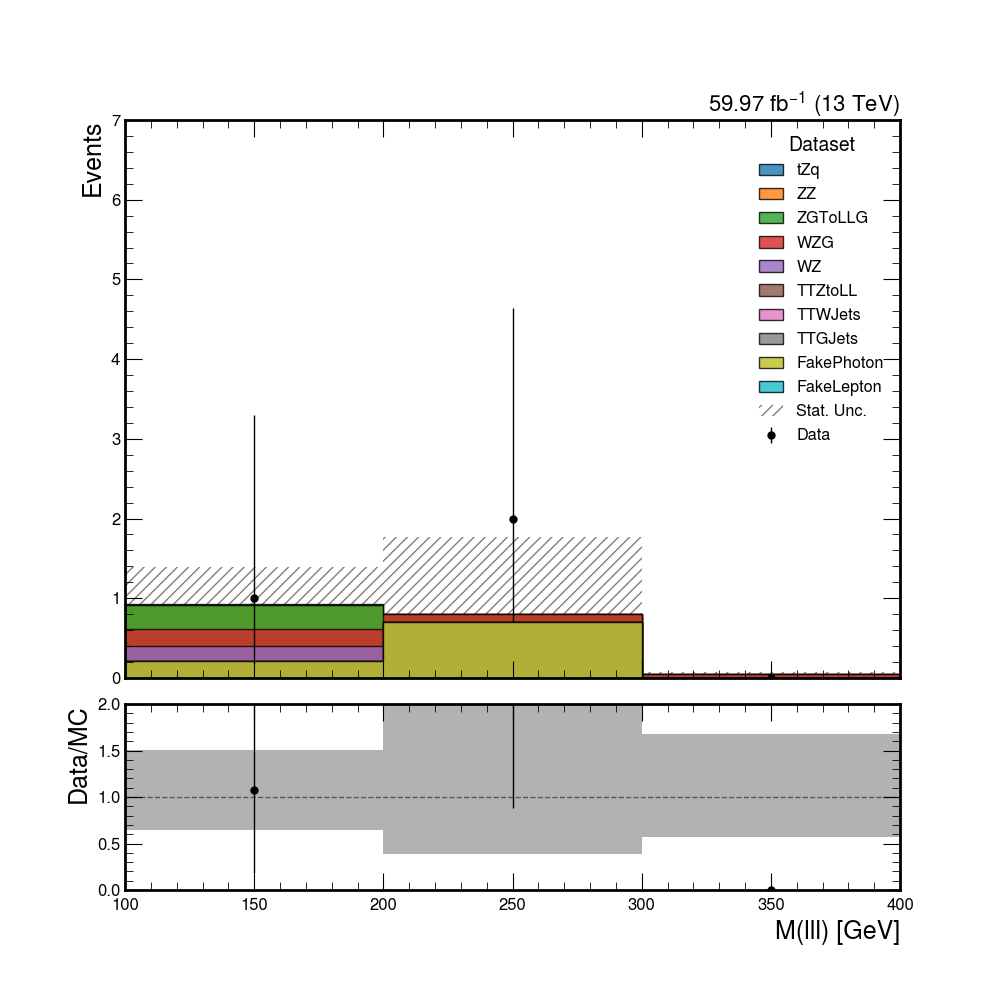 59.97 fb⁻¹ (13 TeV)
Events
7
6
5
4
3
2
1
0
Dataset
tZq
ZZ
ZGToLLG
WZG
WZ
TTZtoLL
TTWJets
TTGJets
FakePhoton
FakeLepton
Stat. Unc.
Data
Data/MC
2.0
1.5
1.0
0.5
0.0
100 150 200 250 300 350 400
M(lll) [GeV]